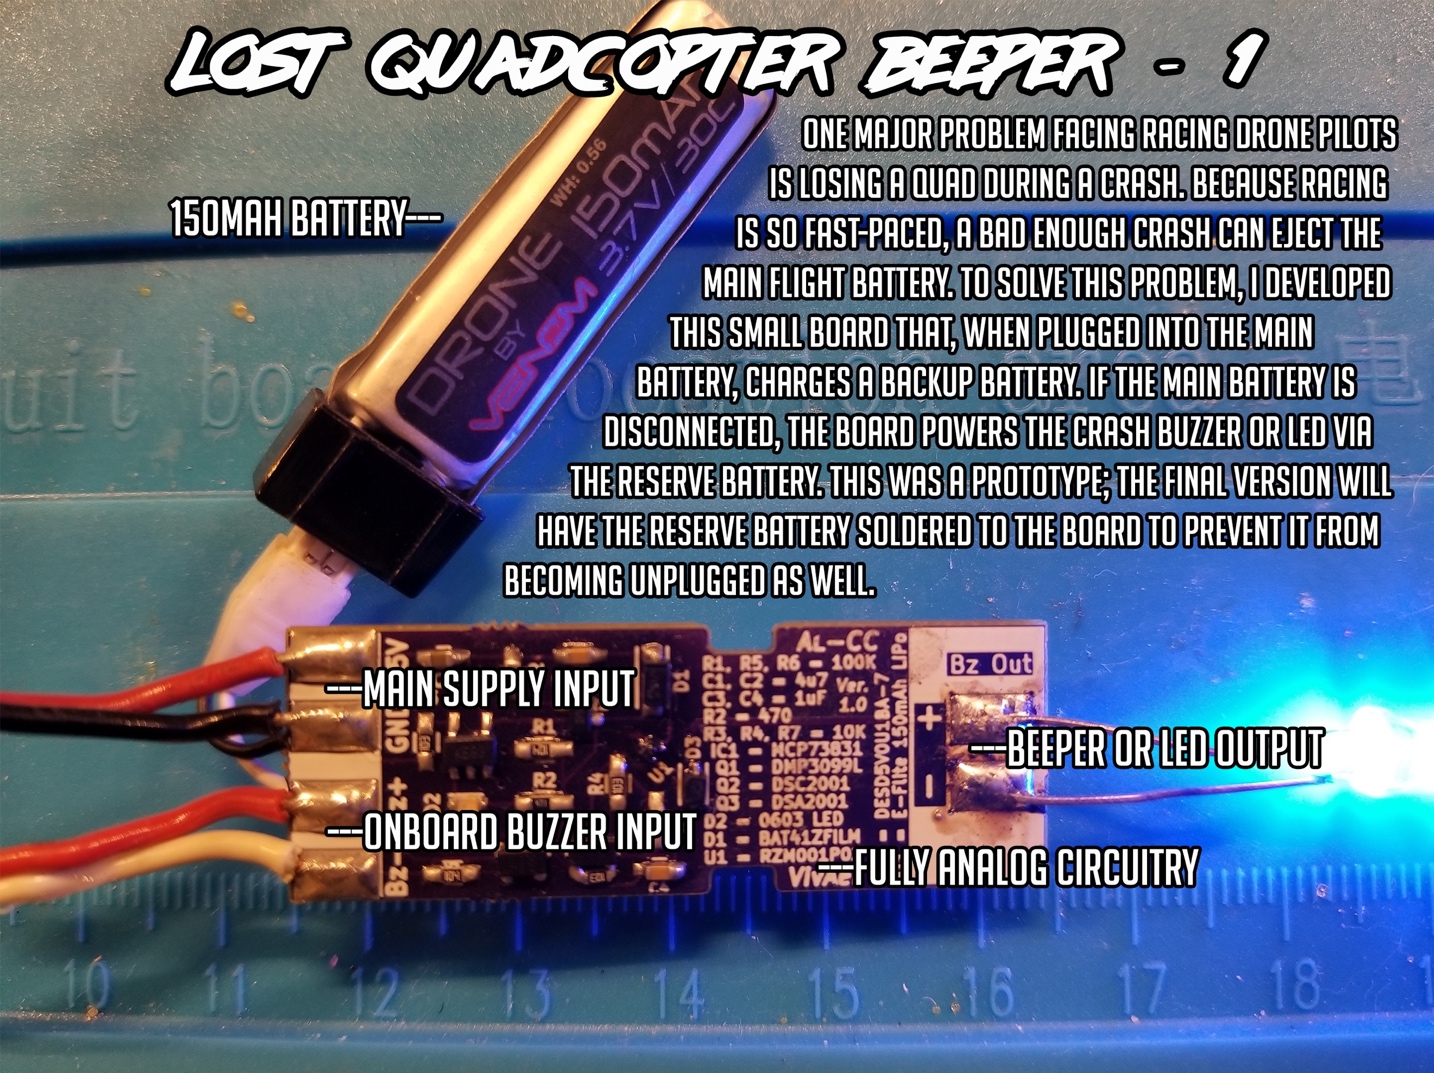 LOST QUADCOPTER BEEPER - 1
ONE MAJOR PROBLEM FACING RACING DRONE PILOTS
IS LOSING A QUAD DURING A CRASH. BECAUSE RACING
IS SO FAST-PACED, A BAD ENOUGH CRASH CAN EJECT THE
MAIN FLIGHT BATTERY. TO SOLVE THIS PROBLEM, I DEVELOPED
THIS SMALL BOARD THAT, WHEN PLUGGED INTO THE MAIN
BATTERY, CHARGES A BACKUP BATTERY. IF THE MAIN BATTERY IS
DISCONNECTED, THE BOARD POWERS THE CRASH BUZZER OR LED VIA
THE RESERVE BATTERY. THIS WAS A PROTOTYPE; THE FINAL VERSION WILL
HAVE THE RESERVE BATTERY SOLDERED TO THE BOARD TO PREVENT IT FROM
BECOMING UNPLUGGED AS WELL.
150MAH BATTERY---
DRONE 150mAh
BY 3.7V/30C
VENOM
WH: 0.56
---MAIN SUPPLY INPUT
---ONBOARD BUZZER INPUT
---BEEPER OR LED OUTPUT
---FULLY ANALOG CIRCUITRY
5V
GND
Bz-
R1
R2
R4
D1
AL-CC
Ver.
1.0
R1, R5, R6 = 100K
C2 = 4u7
C4 = 1uF
R2 = 470
R3, R4, R7 = 10K
IC1 = MCP73831
= DMP3099L
= DSC2001
= DSA2001
D2 = 0603 LED
D1 = BAT41ZFILM
U1 = RZM001P0
= DESD5V0U1BA-7
= E-Flite 150mAh LiPo
Bz Out
+
-
10 11 12 13 14 15 16 17 18